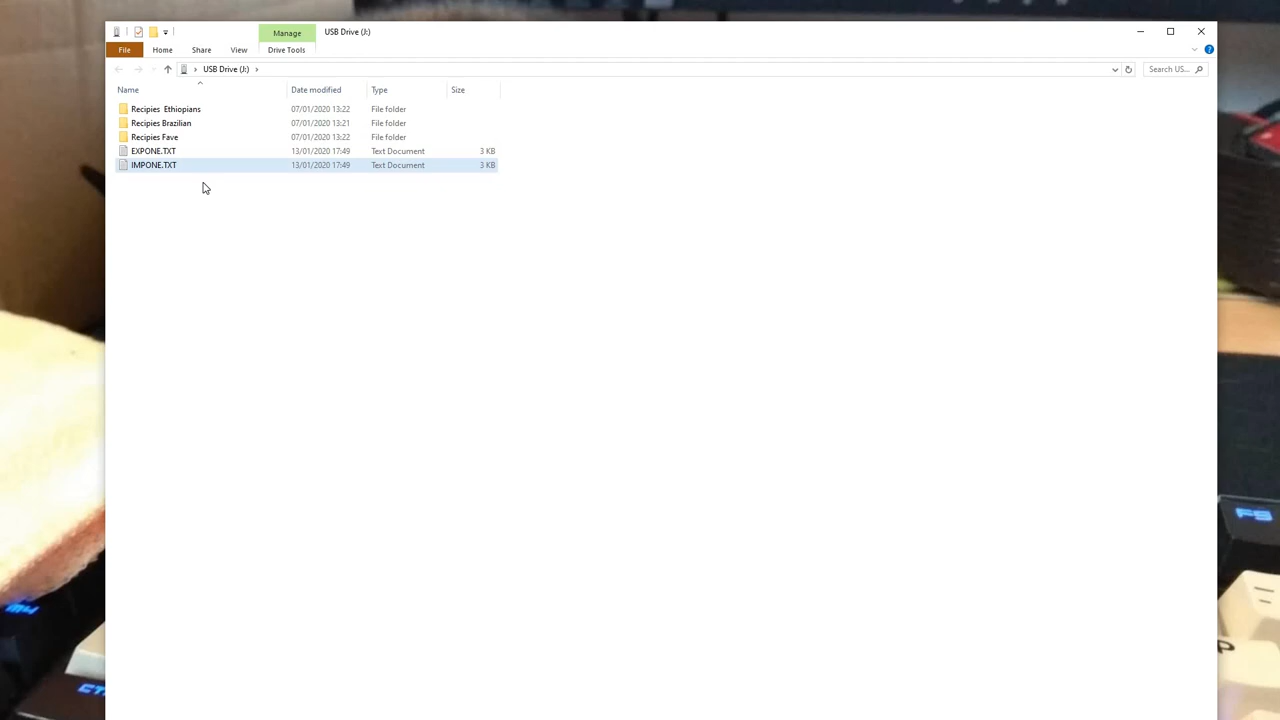 Manage
USB Drive (J:)
File Home Share View Drive Tools
USB Drive (J:)
Search US...
Name Date modified Type Size
Recipies  Ethiopians 07/01/2020 13:22 File folder
Recipies Brazilian 07/01/2020 13:21 File folder
Recipies Fave 07/01/2020 13:22 File folder
EXPONE.TXT 13/01/2020 17:49 Text Document 3 KB
IMPONE.TXT 13/01/2020 17:49 Text Document 3 KB
F9
M4
P